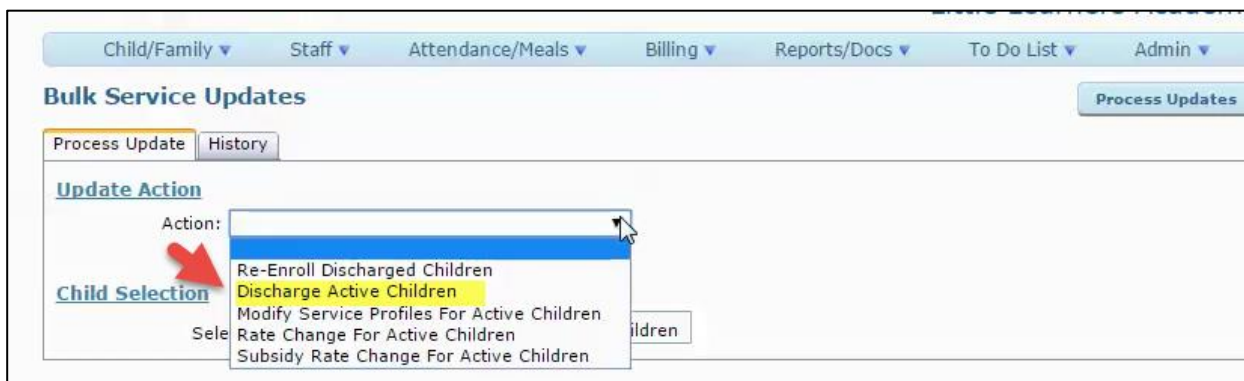 Child/Family Staff Attendance/Meals Billing Reports/Docs To Do List Admin
Bulk Service Updates
Process Updates
Process Update History
Update Action
Action:
Re-Enroll Discharged Children
Discharge Active Children
Modify Service Profiles For Active Children
Rate Change For Active Children
Subsidy Rate Change For Active Children
Child Selection